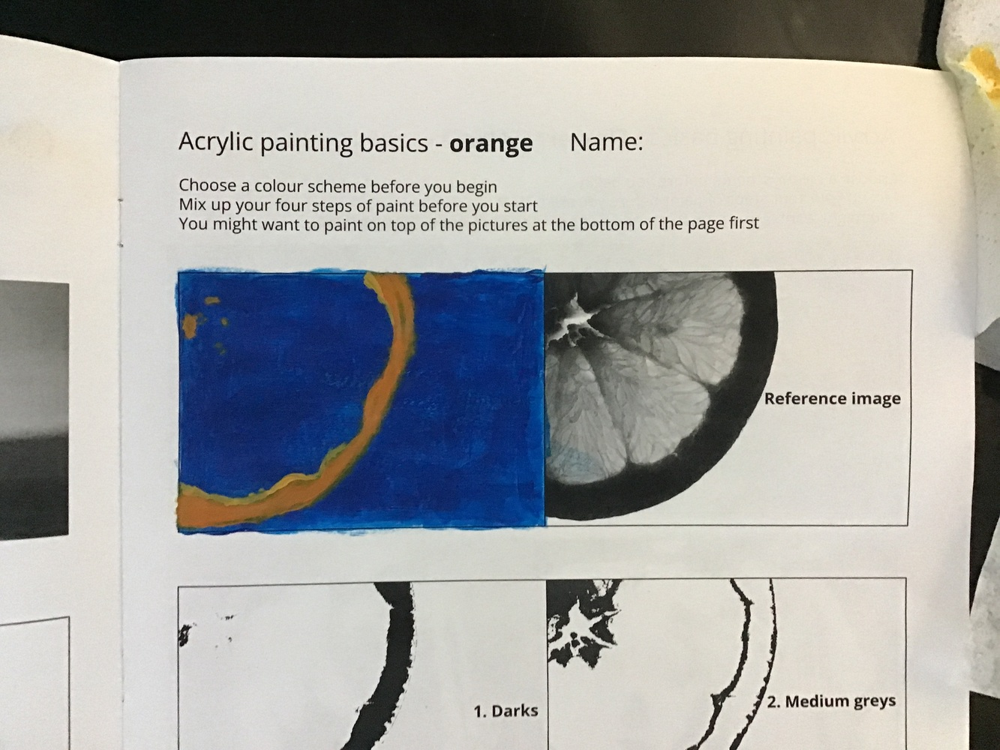 Acrylic painting basics - orange Name:
Choose a colour scheme before you begin
Mix up your four steps of paint before you start
You might want to paint on top of the pictures at the bottom of the page first
Reference image
1. Darks
2. Medium greys